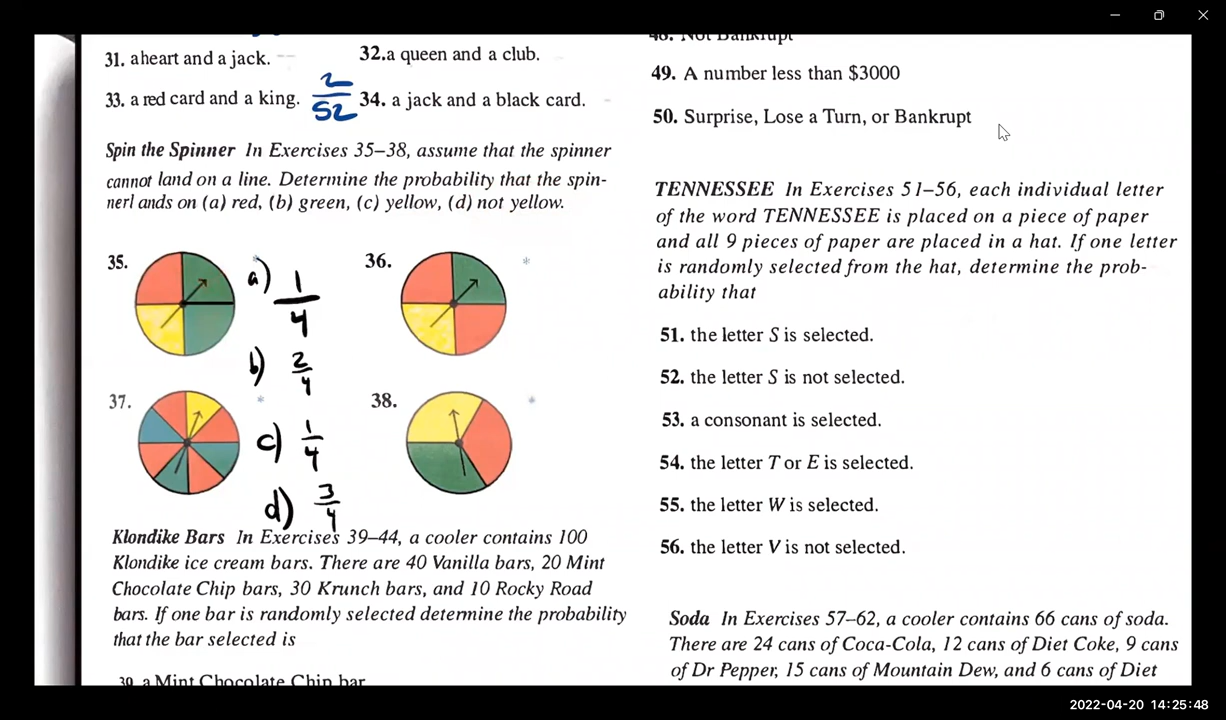 31. a heart and a jack.
32. a queen and a club.
33. a red card and a king.
2/52
34. a jack and a black card.
Spin the Spinner In Exercises 35–38, assume that the spinner
cannot land on a line. Determine the probability that the spin-
nerl ands on (a) red, (b) green, (c) yellow, (d) not yellow.
35.
a) 1/4
b) 2/4
36.
37.
c) 1/4
d) 3/4
38.
Klondike Bars In Exercises 39–44, a cooler contains 100
Klondike ice cream bars. There are 40 Vanilla bars, 20 Mint
Chocolate Chip bars, 30 Krunch bars, and 10 Rocky Road
bars. If one bar is randomly selected determine the probability
that the bar selected is
39. a Mint Chocolate Chip bar
48. Not Bankrupt
49. A number less than $3000
50. Surprise, Lose a Turn, or Bankrupt
TENNESSEE In Exercises 51–56, each individual letter
of the word TENNESSEE is placed on a piece of paper
and all 9 pieces of paper are placed in a hat. If one letter
is randomly selected from the hat, determine the prob-
ability that
51. the letter S is selected.
52. the letter S is not selected.
53. a consonant is selected.
54. the letter T or E is selected.
55. the letter W is selected.
56. the letter V is not selected.
Soda In Exercises 57–62, a cooler contains 66 cans of soda.
There are 24 cans of Coca-Cola, 12 cans of Diet Coke, 9 cans
of Dr Pepper, 15 cans of Mountain Dew, and 6 cans of Diet
2022-04-20 14:25:48